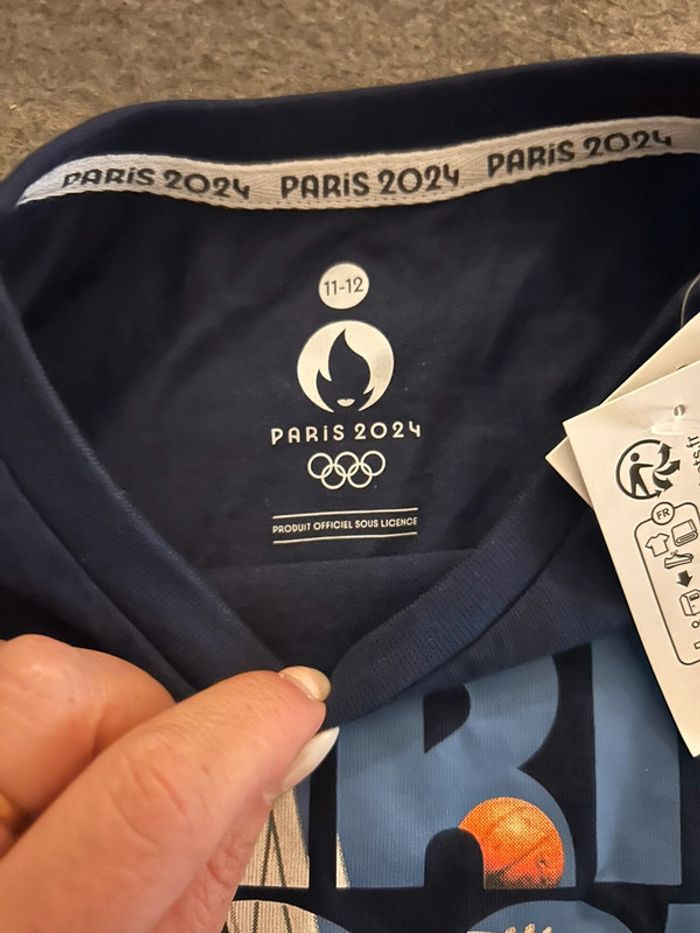 PARiS 2024 PARiS 2024 PARiS 2024
11-12
PARiS 2024
PRODUIT OFFICIEL SOUS LICENCE
FR